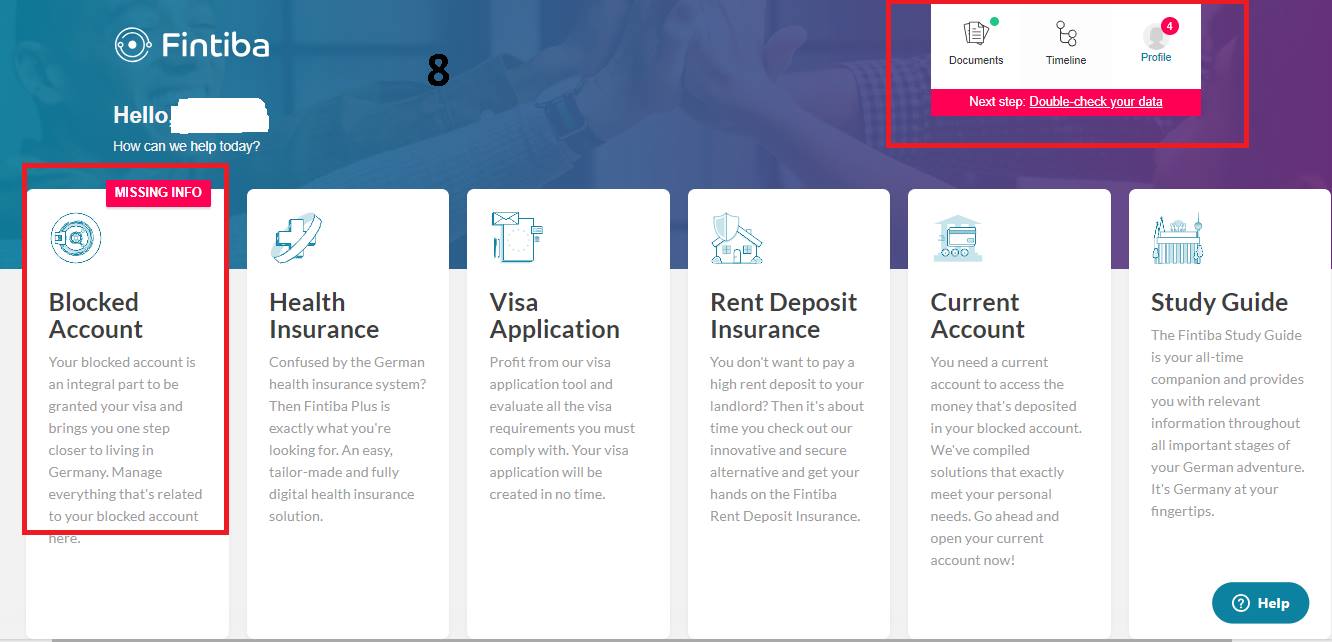 Fintiba
8
Documents
Timeline
4
Profile
Next step: Double-check your data
Hello,
How can we help today?
MISSING INFO
Blocked
Account
Your blocked account is
an integral part to be
granted your visa and
brings you one step
closer to living in
Germany. Manage
everything that's related
to your blocked account
here.
Health
Insurance
Confused by the German
health insurance system?
Then Fintiba Plus is
exactly what you're
looking for. An easy,
tailor-made and fully
digital health insurance
solution.
Visa
Application
Profit from our visa
application tool and
evaluate all the visa
requirements you must
comply with. Your visa
application will be
created in no time.
Rent Deposit
Insurance
You don't want to pay a
high rent deposit to your
landlord? Then it's about
time you check out our
innovative and secure
alternative and get your
hands on the Fintiba
Rent Deposit Insurance.
Current
Account
You need a current
account to access the
money that's deposited
in your blocked account.
We've compiled
solutions that exactly
meet your personal
needs. Go ahead and
open your current
account now!
Study Guide
The Fintiba Study Guide
is your all-time
companion and provides
you with relevant
information throughout
all important stages of
your German adventure.
It's Germany at your
fingertips.
Help